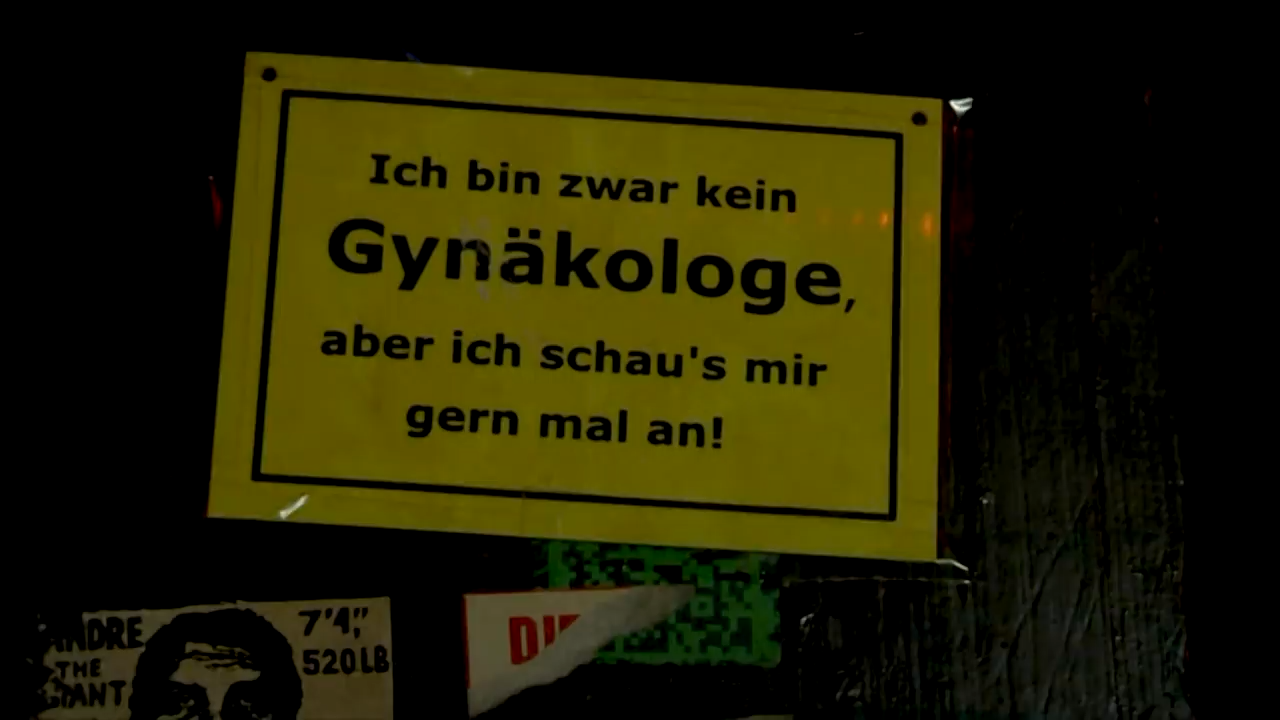 Ich bin zwar kein
Gynäkologe,
aber ich schau's mir
gern mal an!
ANDRE
THE
GIANT
7'4",
520LB